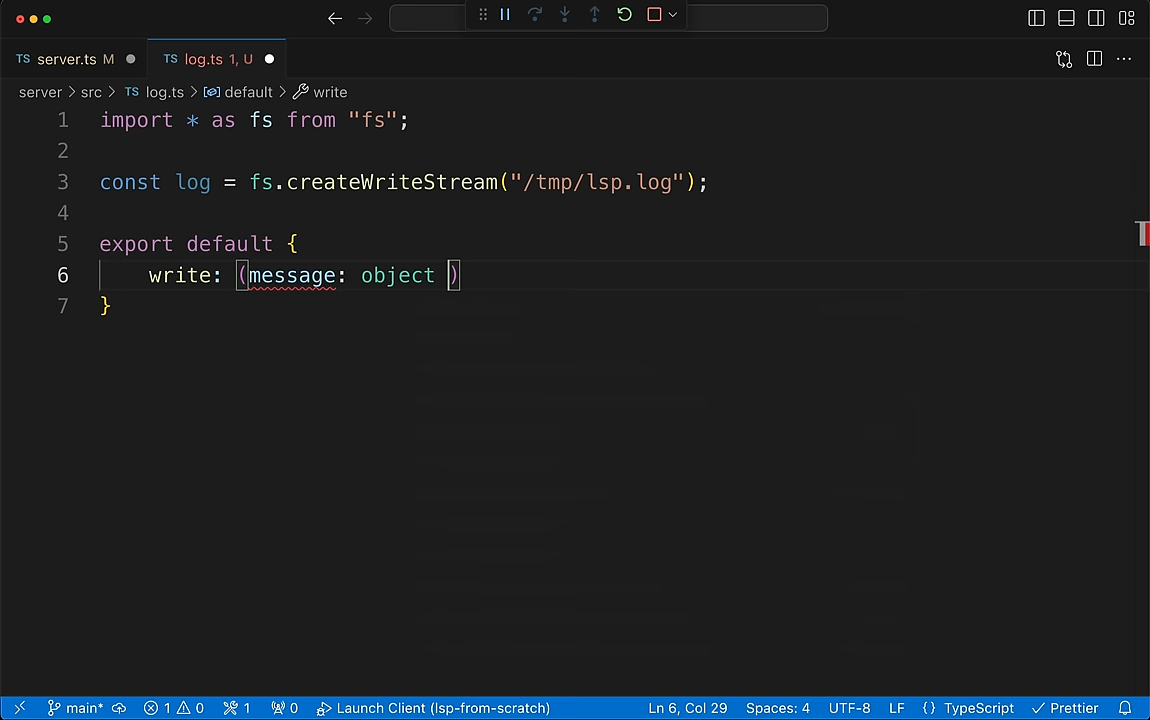 TS server.ts M
TS log.ts 1, U
server > src > TS log.ts > default > write
1 import * as fs from "fs";
2
3 const log = fs.createWriteStream("/tmp/lsp.log");
4
5 export default {
6 write: (message: object )
7 }
main* 1 0 1 0 Launch Client (lsp-from-scratch) Ln 6, Col 29 Spaces: 4 UTF-8 LF {} TypeScript Prettier